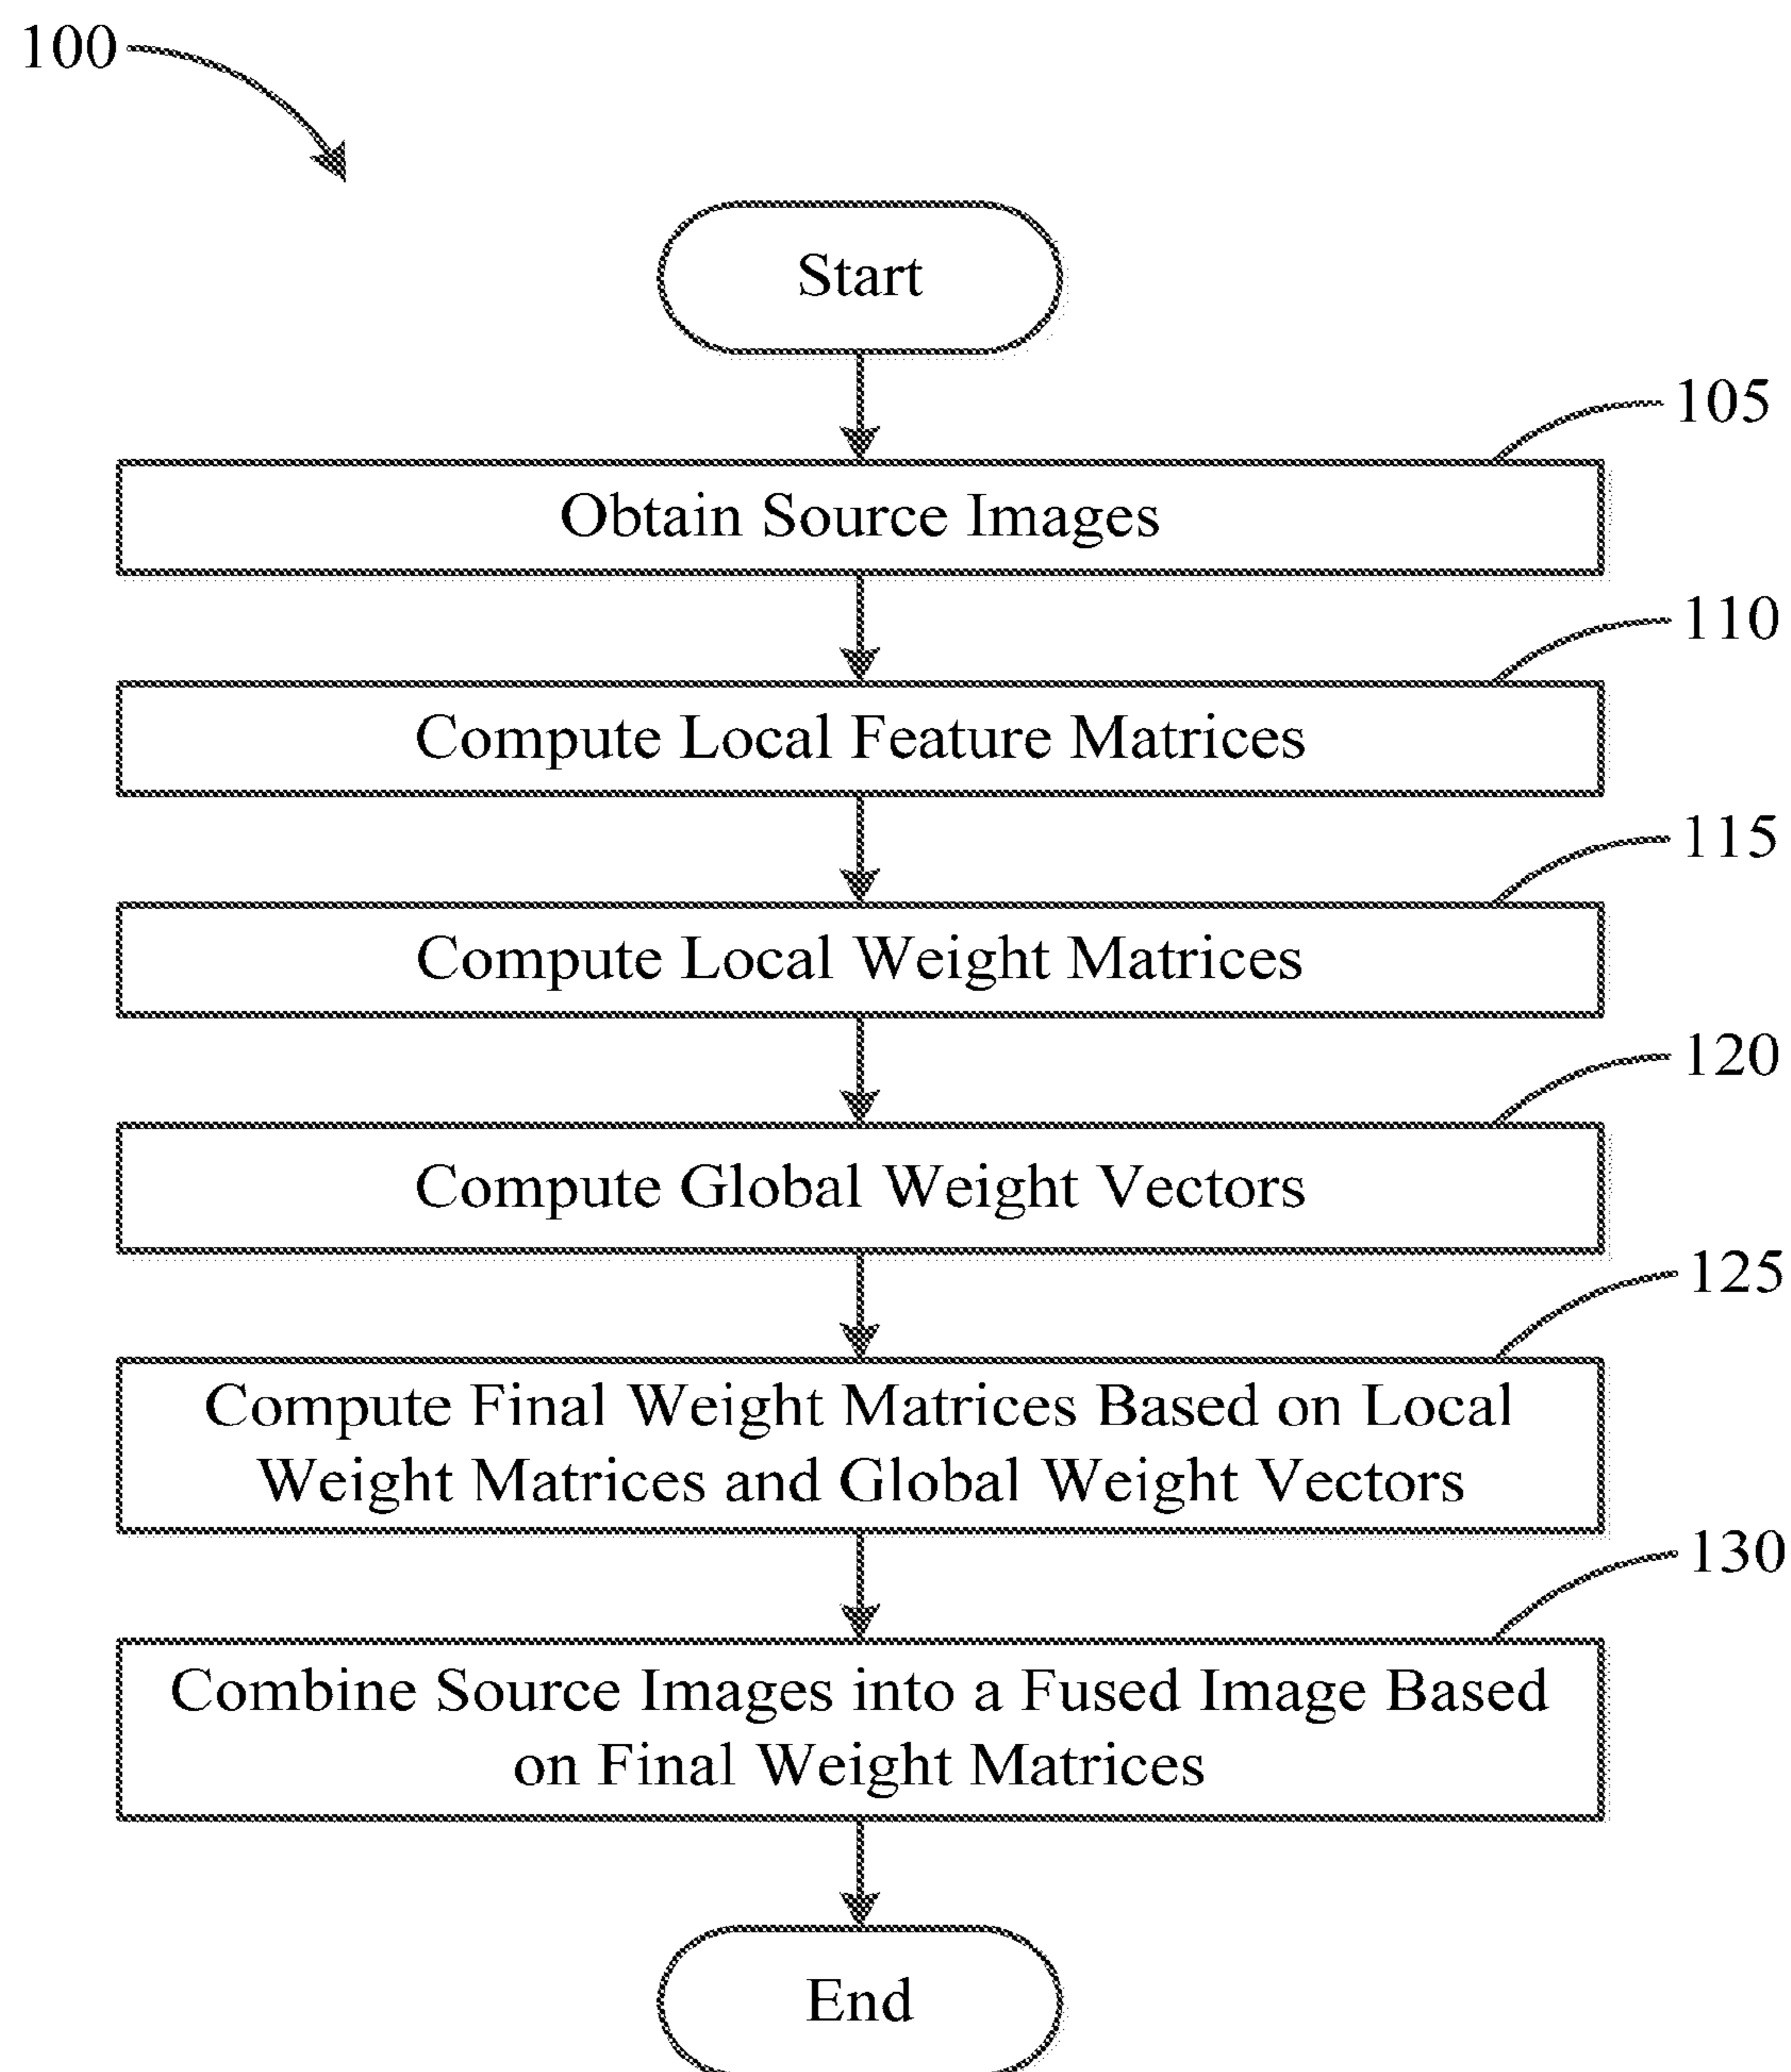 100
Start
105
Obtain Source Images
110
Compute Local Feature Matrices
115
Compute Local Weight Matrices
120
Compute Global Weight Vectors
125
Compute Final Weight Matrices Based on Local
Weight Matrices and Global Weight Vectors
130
Combine Source Images into a Fused Image Based
on Final Weight Matrices
End